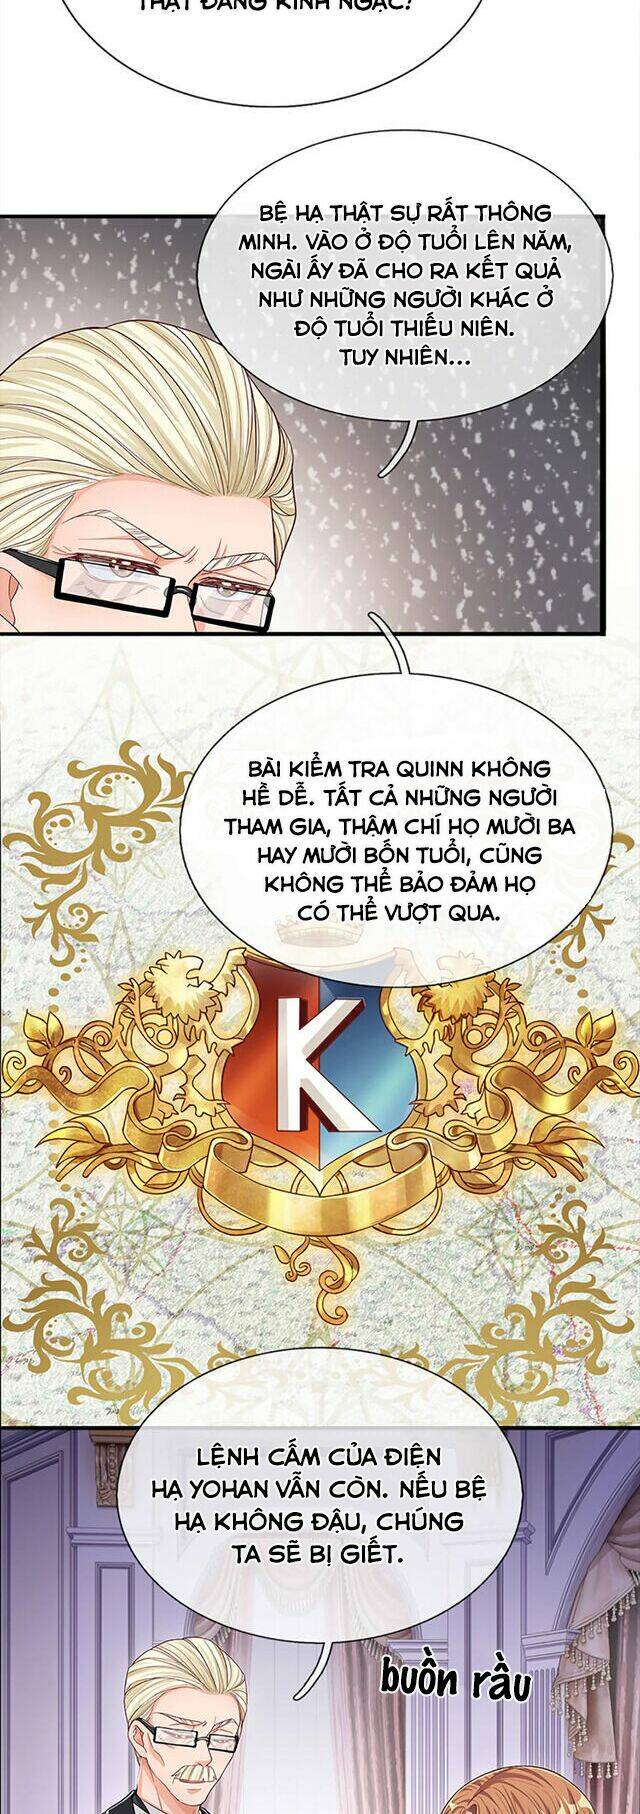 THẬT ĐÁNG KINH NGẠC!
BỆ HẠ THẬT SỰ RẤT THÔNG
MINH. VÀO Ở ĐỘ TUỔI LÊN NĂM,
NGÀI ẤY ĐÃ CHO RA KẾT QUẢ
NHƯ NHỮNG NGƯỜI KHÁC Ở
ĐỘ TUỔI THIẾU NIÊN.
TUY NHIÊN...
BÀI KIỂM TRA QUINN KHÔNG
HỀ DỄ. TẤT CẢ NHỮNG NGƯỜI
THAM GIA, THẬM CHÍ HỌ MƯỜI BA
HAY MƯỜI BỐN TUỔI, CŨNG
KHÔNG THỂ BẢO ĐẢM HỌ
CÓ THỂ VƯỢT QUA.
K
LỆNH CẤM CỦA ĐIỆN
HẠ YOHAN VẪN CÒN. NẾU BỆ
HẠ KHÔNG ĐẬU, CHÚNG
TA SẼ BỊ GIẾT.
buồn rầu